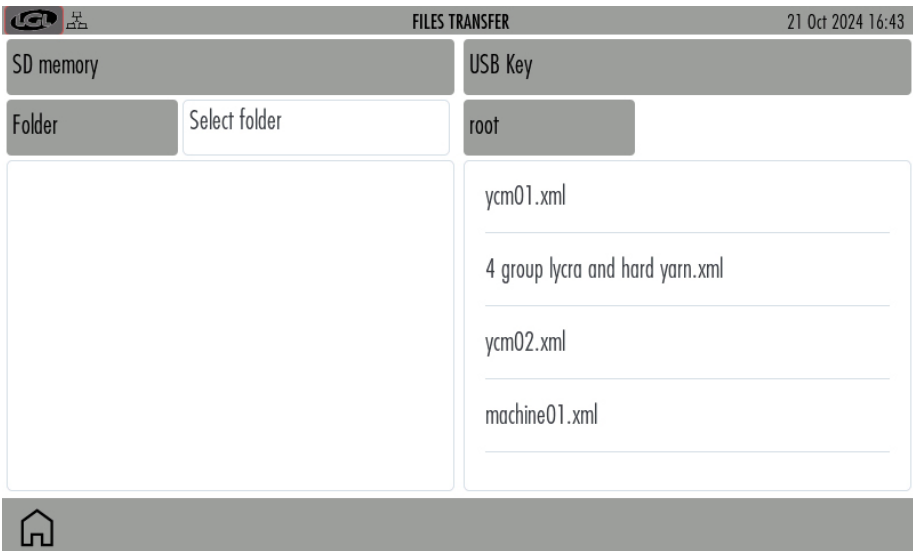 LGL FILES TRANSFER 21 Oct 2024 16:43
SD memory
USB Key
Folder
Select folder
root
ycm01.xml
4 group lycra and hard yarn.xml
ycm02.xml
machine01.xml